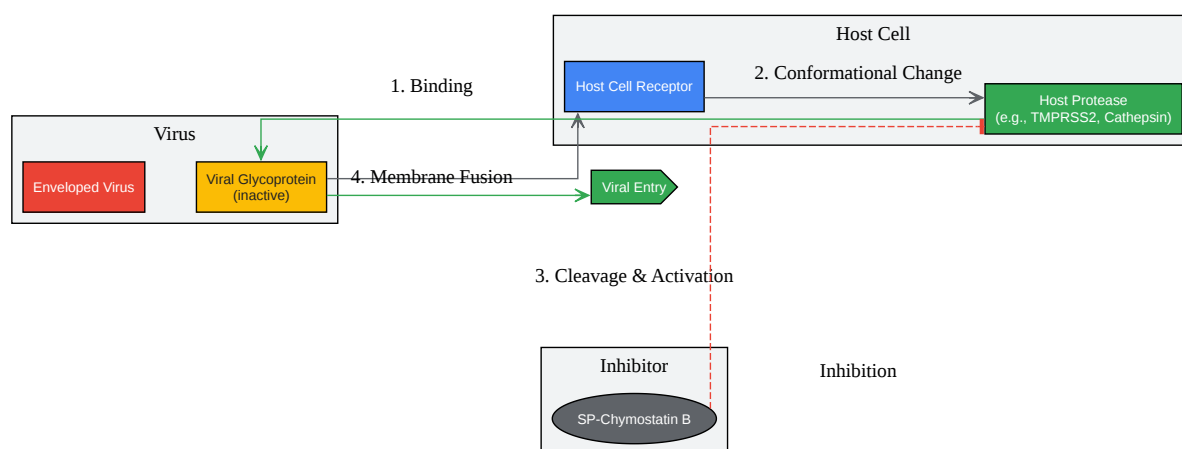 Host Cell
Host Cell Receptor
2. Conformational Change
Host Protease
(e.g., TMPRSS2, Cathepsin)
1. Binding
Virus
Enveloped Virus
Viral Glycoprotein
(inactive)
4. Membrane Fusion
Viral Entry
3. Cleavage & Activation
Inhibitor
SP-Chymostatin B
Inhibition